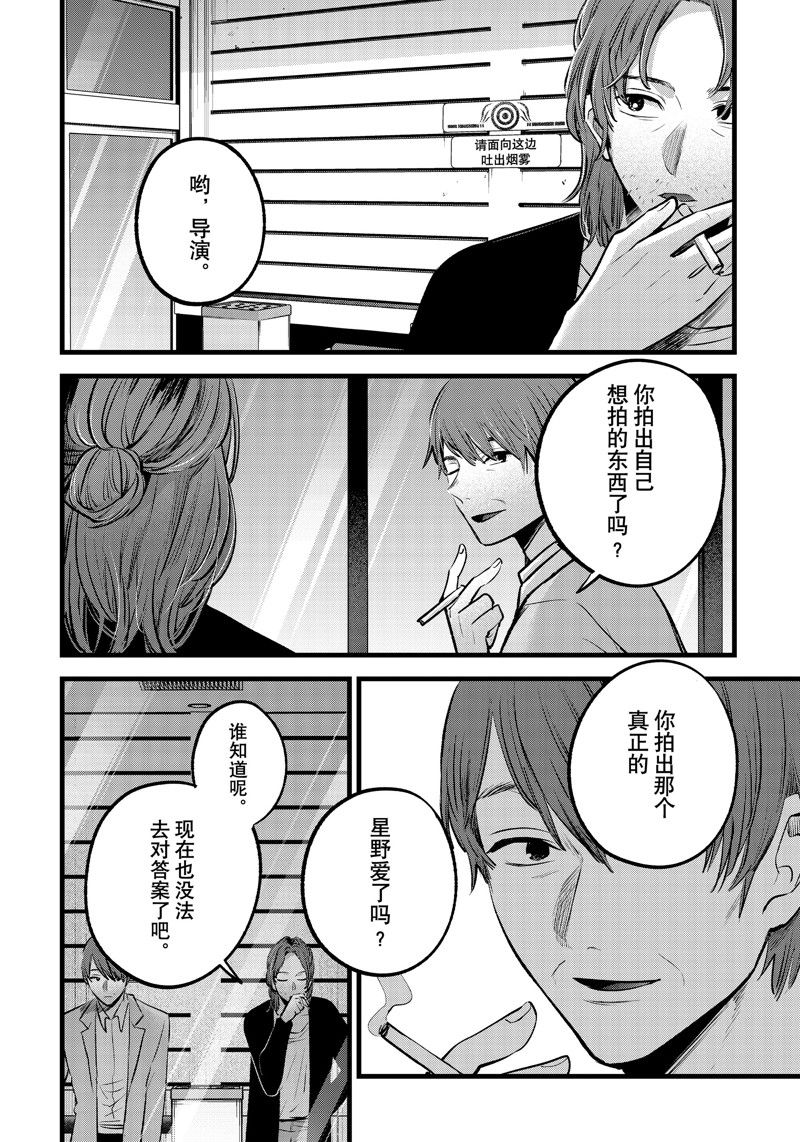 请面向这边
吐出烟雾
哟，
导演。
你拍出自己
想拍的东西了吗？
你拍出那个
真正的
星野爱了吗？
谁知道呢。
现在也没法
去对答案了吧。